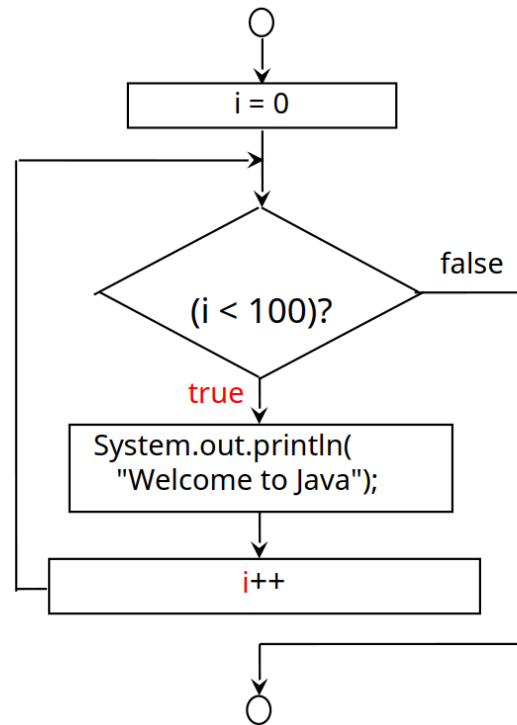 i = 0
false
(i < 100)?
true
System.out.println(
"Welcome to Java");
i++